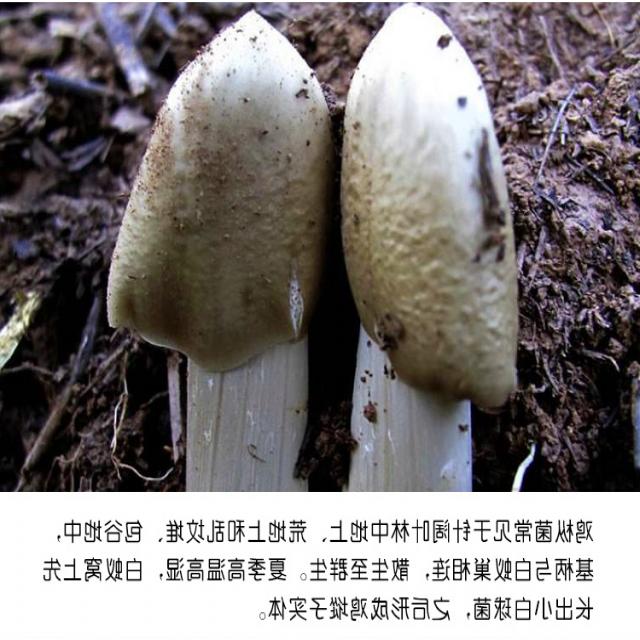 鸡枞菌常见于针阔叶林中地上、荒地上和乱坟堆、包谷地中，
基柄与白蚁巢相连，散生至群生。夏季高温高湿，白蚁窝上先
长出小白球菌，之后形成鸡㙡子实体。